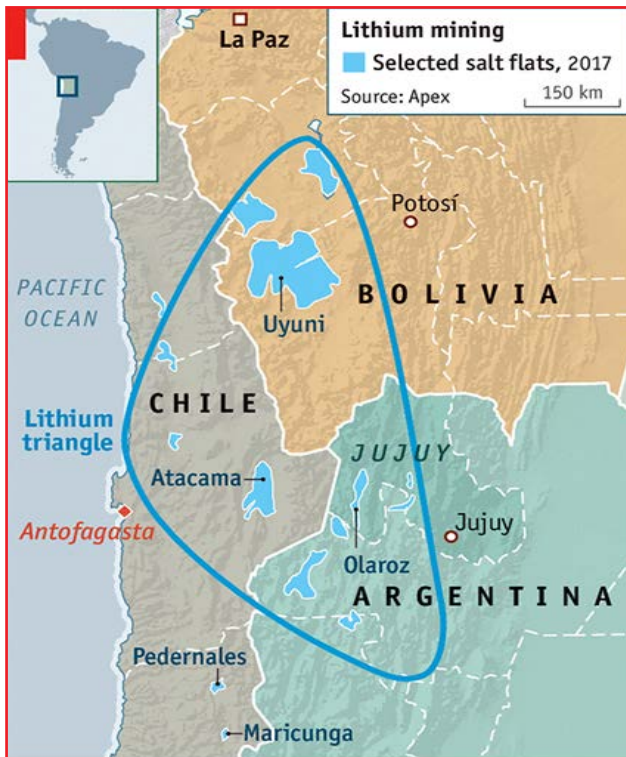 La Paz
Lithium mining
Selected salt flats, 2017
Source: Apex
150 km
Potosí
PACIFIC
OCEAN
BOLIVIA
Uyuni
CHILE
Lithium
triangle
JUJUY
Atacama
Antofagasta
Jujuy
Olaroz
ARGENTINA
Pedernales
Maricunga